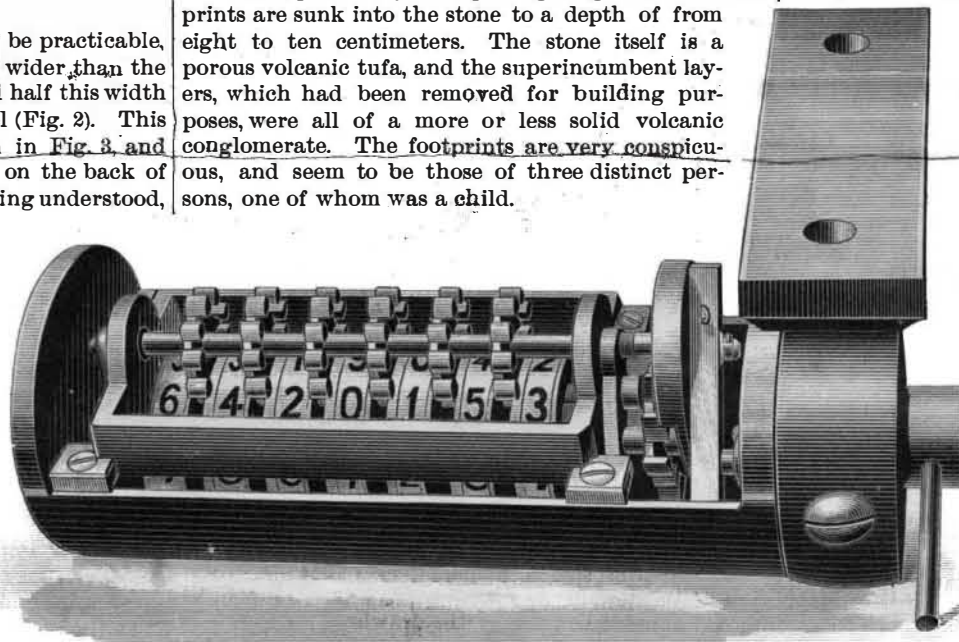 be practicable,
wider than the
half this width
(Fig. 2). This
in Fig. 3, and
on the back of
ing understood,
prints are sunk into the stone to a depth of from
eight to ten centimeters. The stone itself is a
porous volcanic tufa, and the superincumbent lay-
ers, which had been removed for building pur-
poses, were all of a more or less solid volcanic
conglomerate. The footprints are very conspicu-
ous, and seem to be those of three distinct per-
sons, one of whom was a child.
6 4 2 0 1 5 3